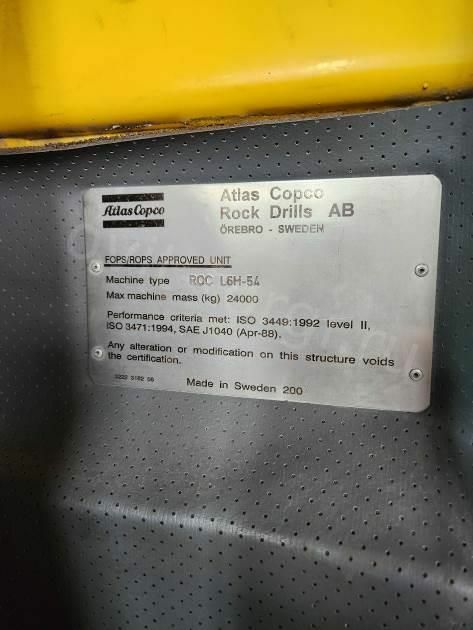 Atlas Copco
Atlas Copco
Rock Drills AB
ÖREBRO - SWEDEN
FOPS/ROPS APPROVED UNIT
Machine type ROC L6H-5A
Max machine mass (kg) 24000
Performance criteria met: ISO 3449:1992 level II,
ISO 3471:1994, SAE J1040 (Apr-88).
Any alteration or modification on this structure voids
the certification.
Made in Sweden 200